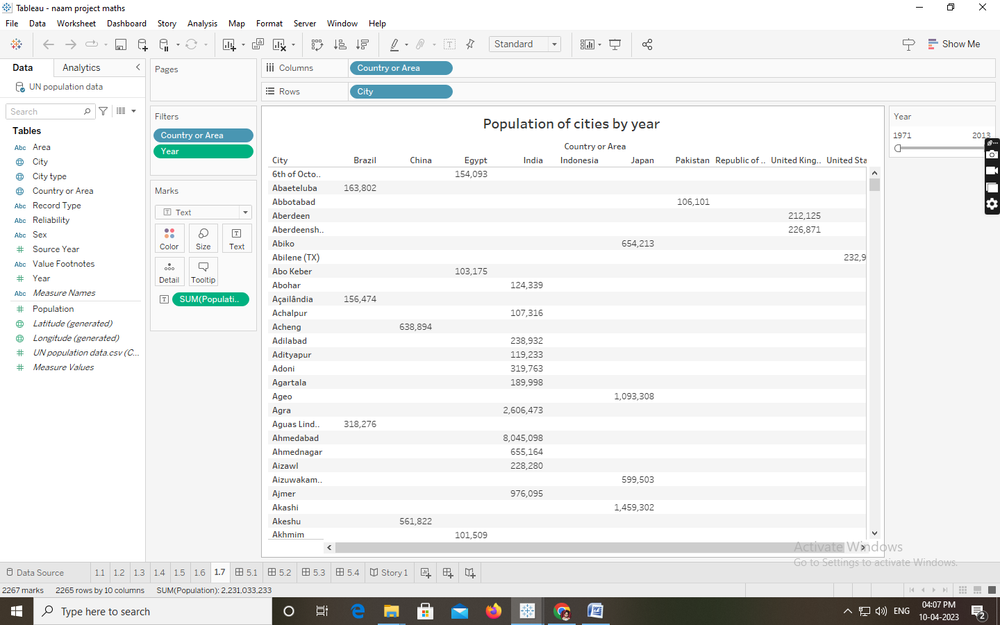 Tableau - naam project maths
File Data Worksheet Dashboard Story Analysis Map Format Server Window Help
Standard
Show Me
Data Analytics
Pages
Columns
Country or Area
UN population data
Rows
City
Search
Filters
Country or Area
Year
Tables
Abc Area
City
City type
Country or Area
Abc Record Type
Abc Reliability
Abc Sex
Source Year
Abc Value Footnotes
Year
Abc Measure Names
Population
Latitude (generated)
Longitude (generated)
UN population data.csv (C...
Measure Values
Marks
Text
Color Size Text
Detail Tooltip
SUM(Populati..
Population of cities by year
Country or Area
City Brazil China Egypt India Indonesia Japan Pakistan Republic of .. United King.. United Sta
6th of Octo.. 154,093
Abaeteluba 163,802
Abbotabad 106,101
Aberdeen 212,125
Aberdeensh.. 226,871
Abiko 654,213
Abilene (TX) 232,9
Abo Keber 103,175
Abohar 124,339
Açailândia 156,474
Achalpur 107,316
Acheng 638,894
Adilabad 238,932
Adityapur 119,233
Adoni 319,763
Agartala 189,998
Ageo 1,093,308
Agra 2,606,473
Aguas Lind.. 318,276
Ahmedabad 8,045,098
Ahmednagar 655,164
Aizawl 228,280
Aizuwakam.. 599,503
Ajmer 976,095
Akashi 1,459,302
Akeshu 561,822
Akhmim 101,509
Year
1971 2013
Activate Windows
Go to Settings to activate Windows.
Data Source 1.1 1.2 1.3 1.4 1.5 1.6 1.7 5.1 5.2 5.3 5.4 Story 1
2267 marks 2265 rows by 10 columns SUM(Population): 2,231,033,233
Type here to search
ENG
04:07 PM
10-04-2023
2